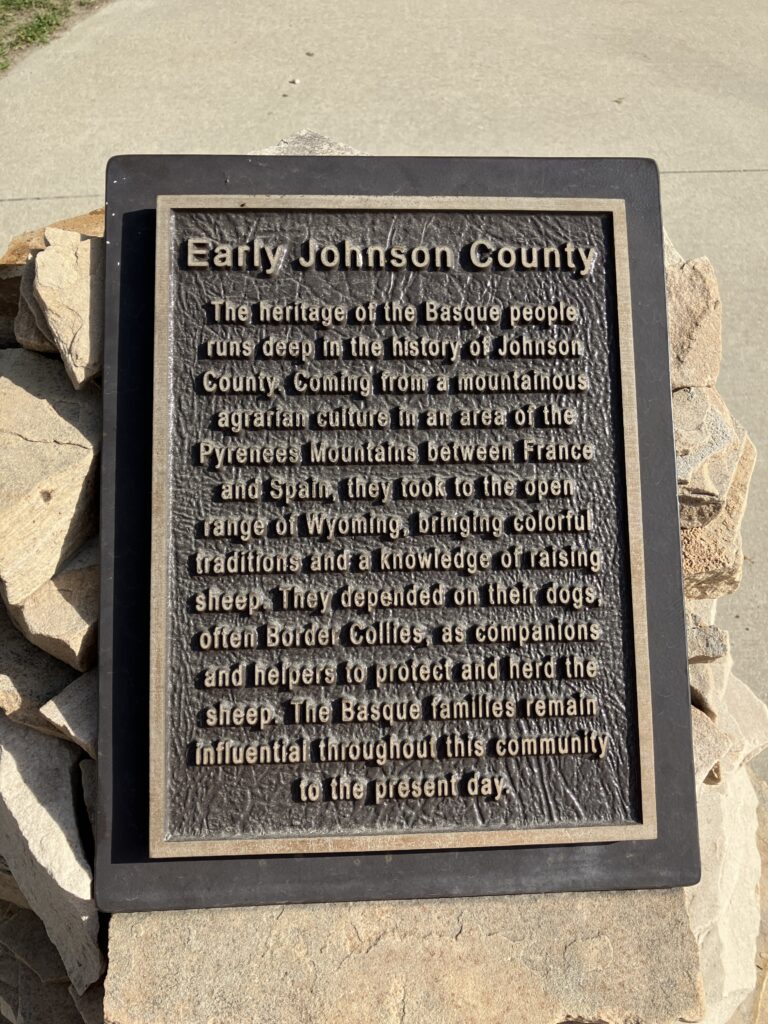 Early Johnson County
The heritage of the Basque people
runs deep in the history of Johnson
County. Coming from a mountainous
agrarian culture in an area of the
Pyrenees Mountains between France
and Spain, they took to the open
range of Wyoming, bringing colorful
traditions and a knowledge of raising
sheep. They depended on their dogs,
often Border Collies, as companions
and helpers to protect and herd the
sheep. The Basque families remain
influential throughout this community
to the present day.